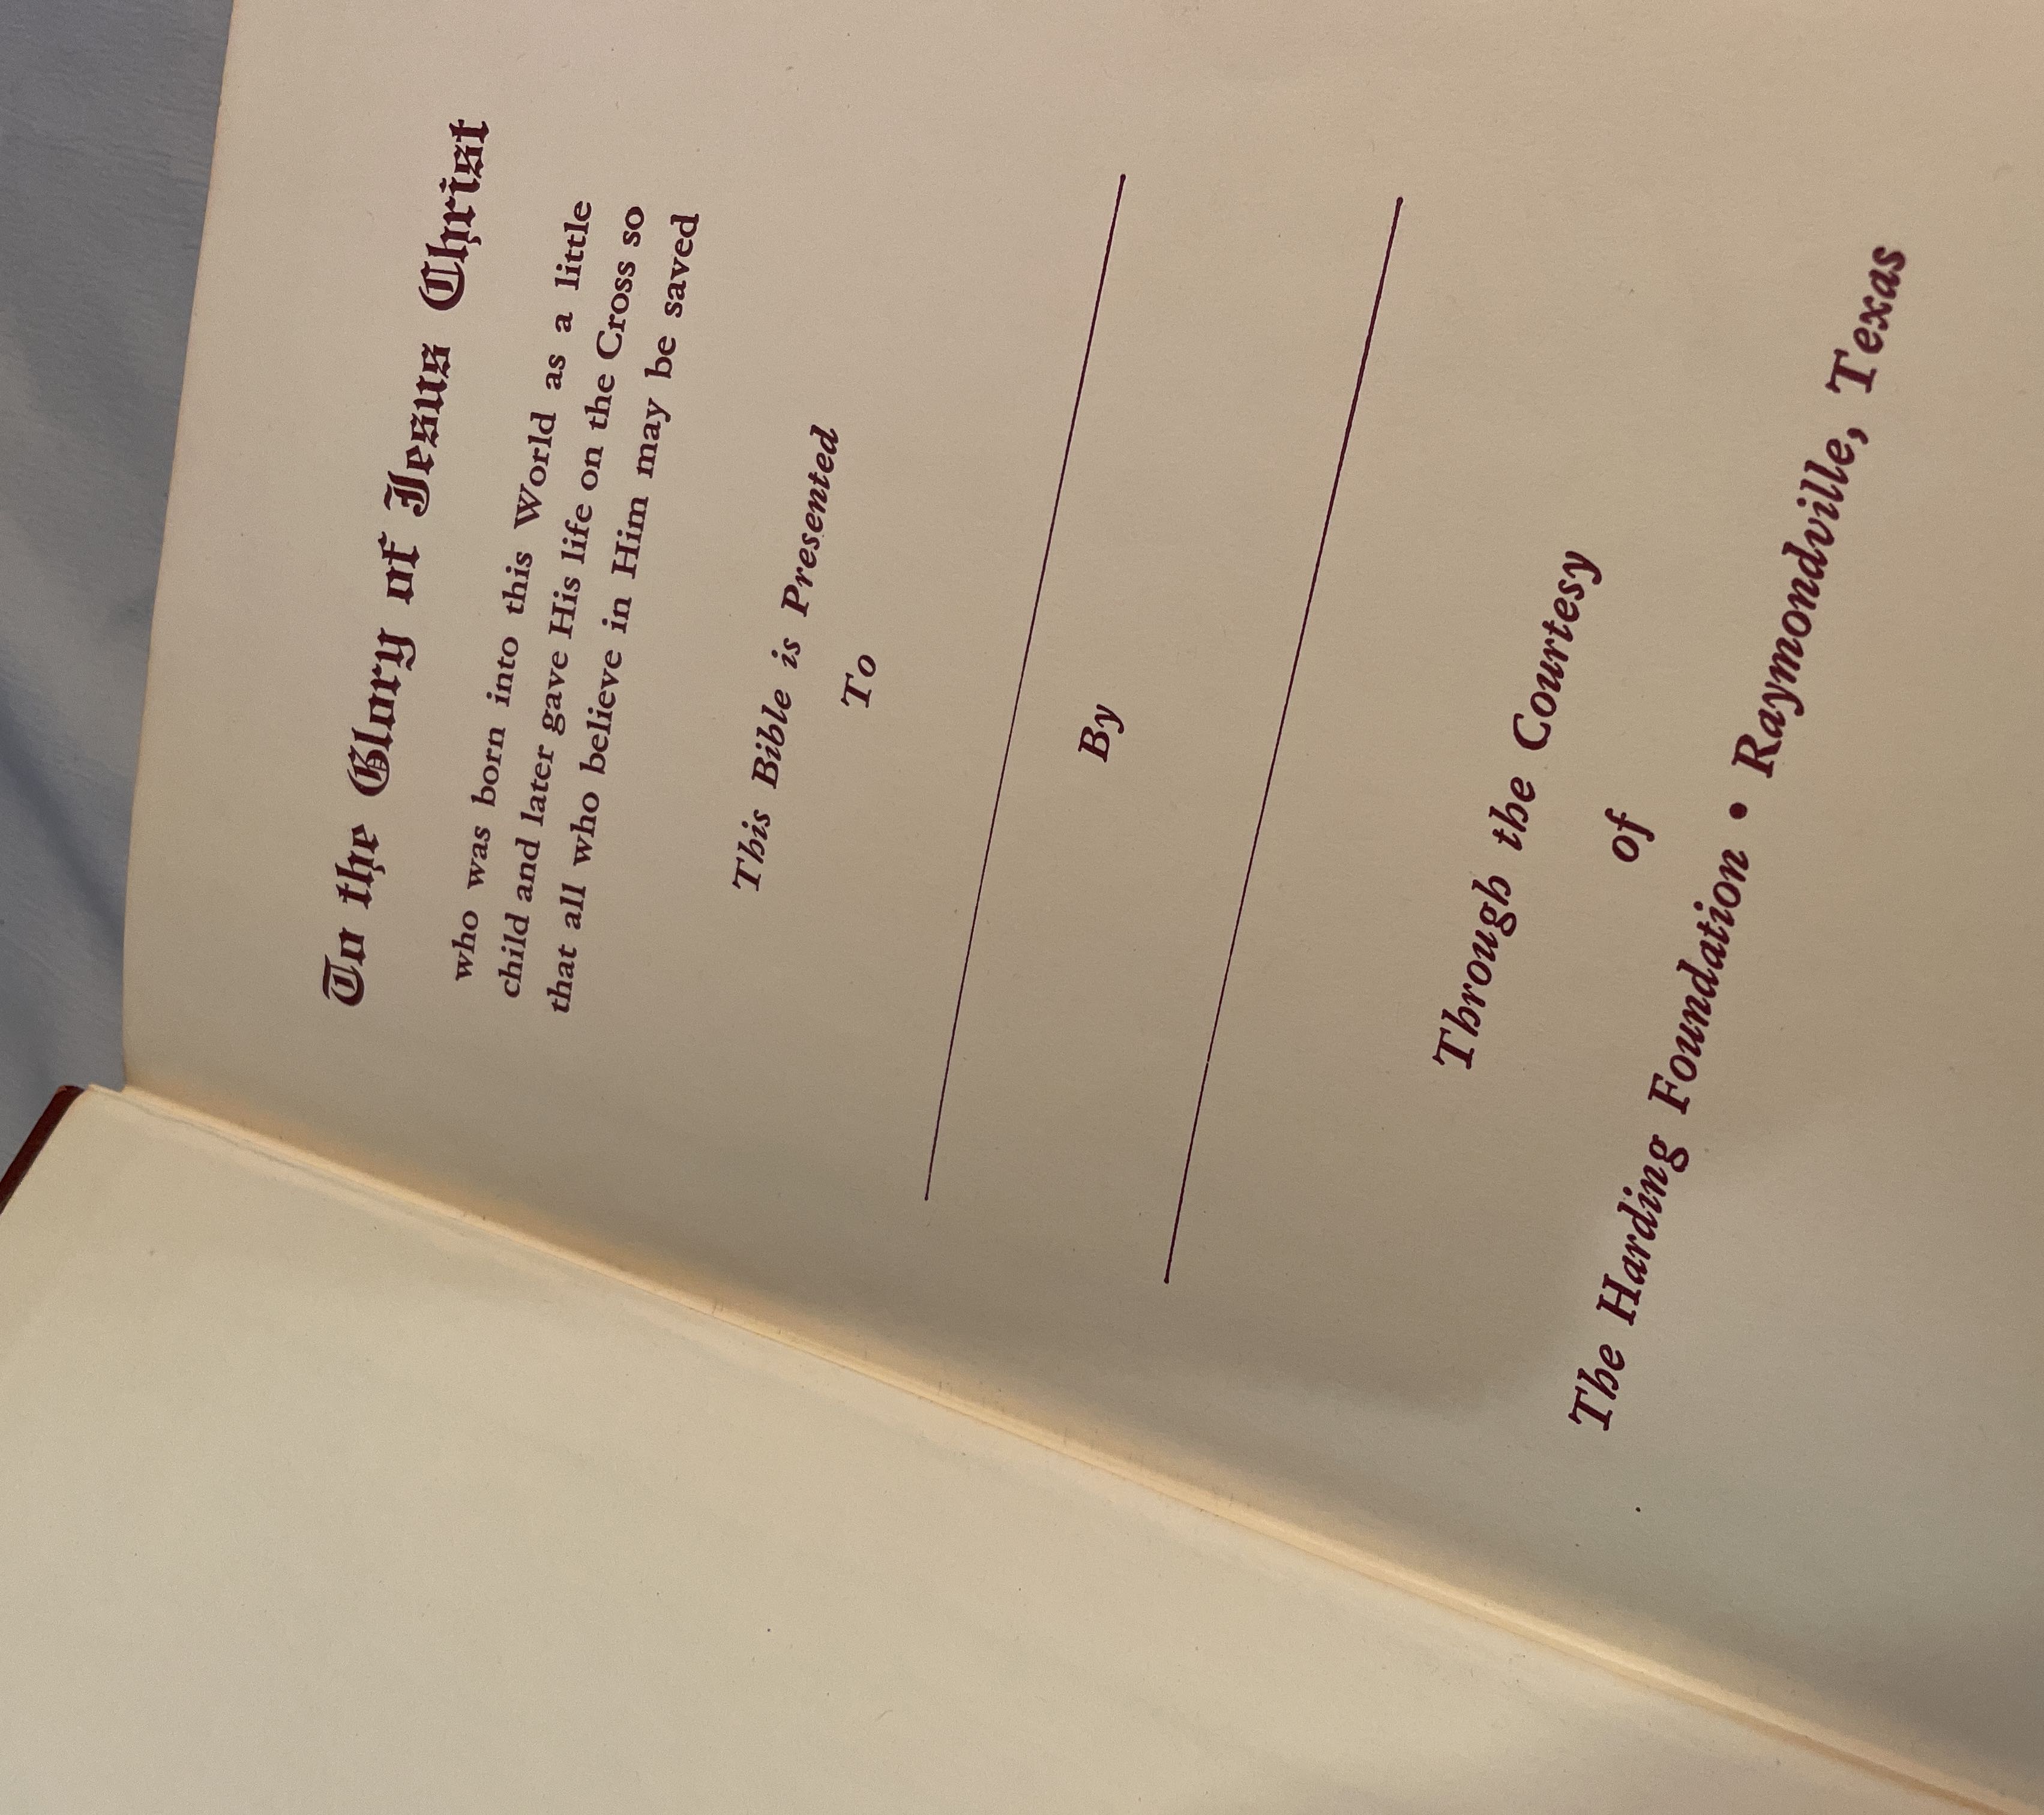 To the Glory of Jesus Christ
who was born into this World as a little
child and later gave His life on the Cross so
that all who believe in Him may be saved
This Bible is Presented
To
By
Through the Courtesy
of
The Harding Foundation • Raymondville, Texas